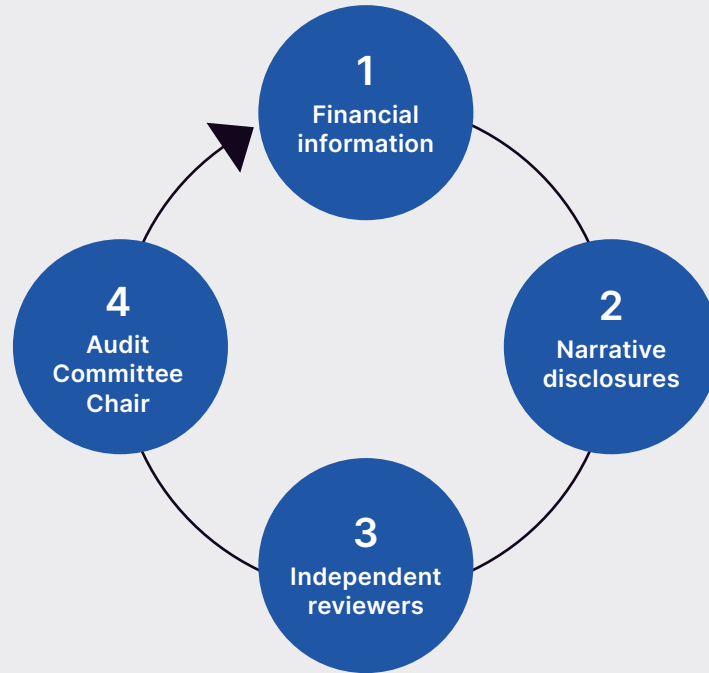 1
Financial
information
2
Narrative
disclosures
3
Independent
reviewers
4
Audit
Committee
Chair